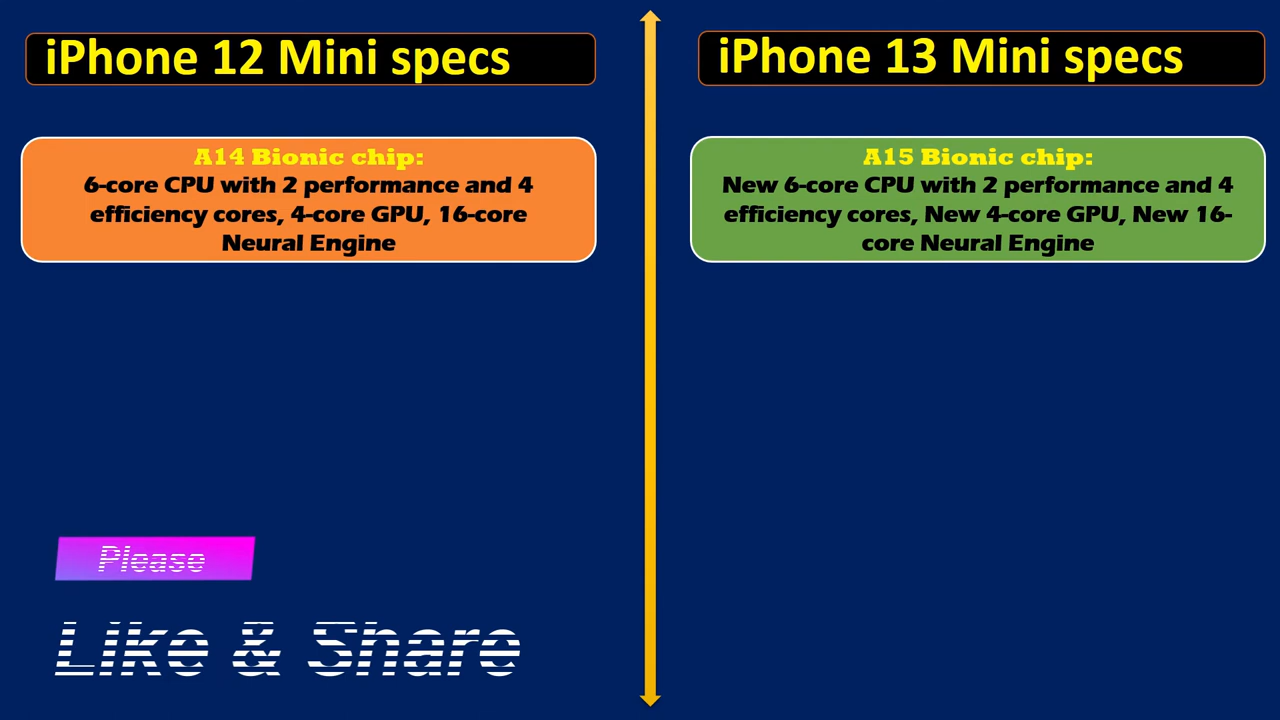 iPhone 12 Mini specs
A14 Bionic chip:
6-core CPU with 2 performance and 4
efficiency cores, 4-core GPU, 16-core
Neural Engine
iPhone 13 Mini specs
A15 Bionic chip:
New 6-core CPU with 2 performance and 4
efficiency cores, New 4-core GPU, New 16-
core Neural Engine
Please
Like & Share